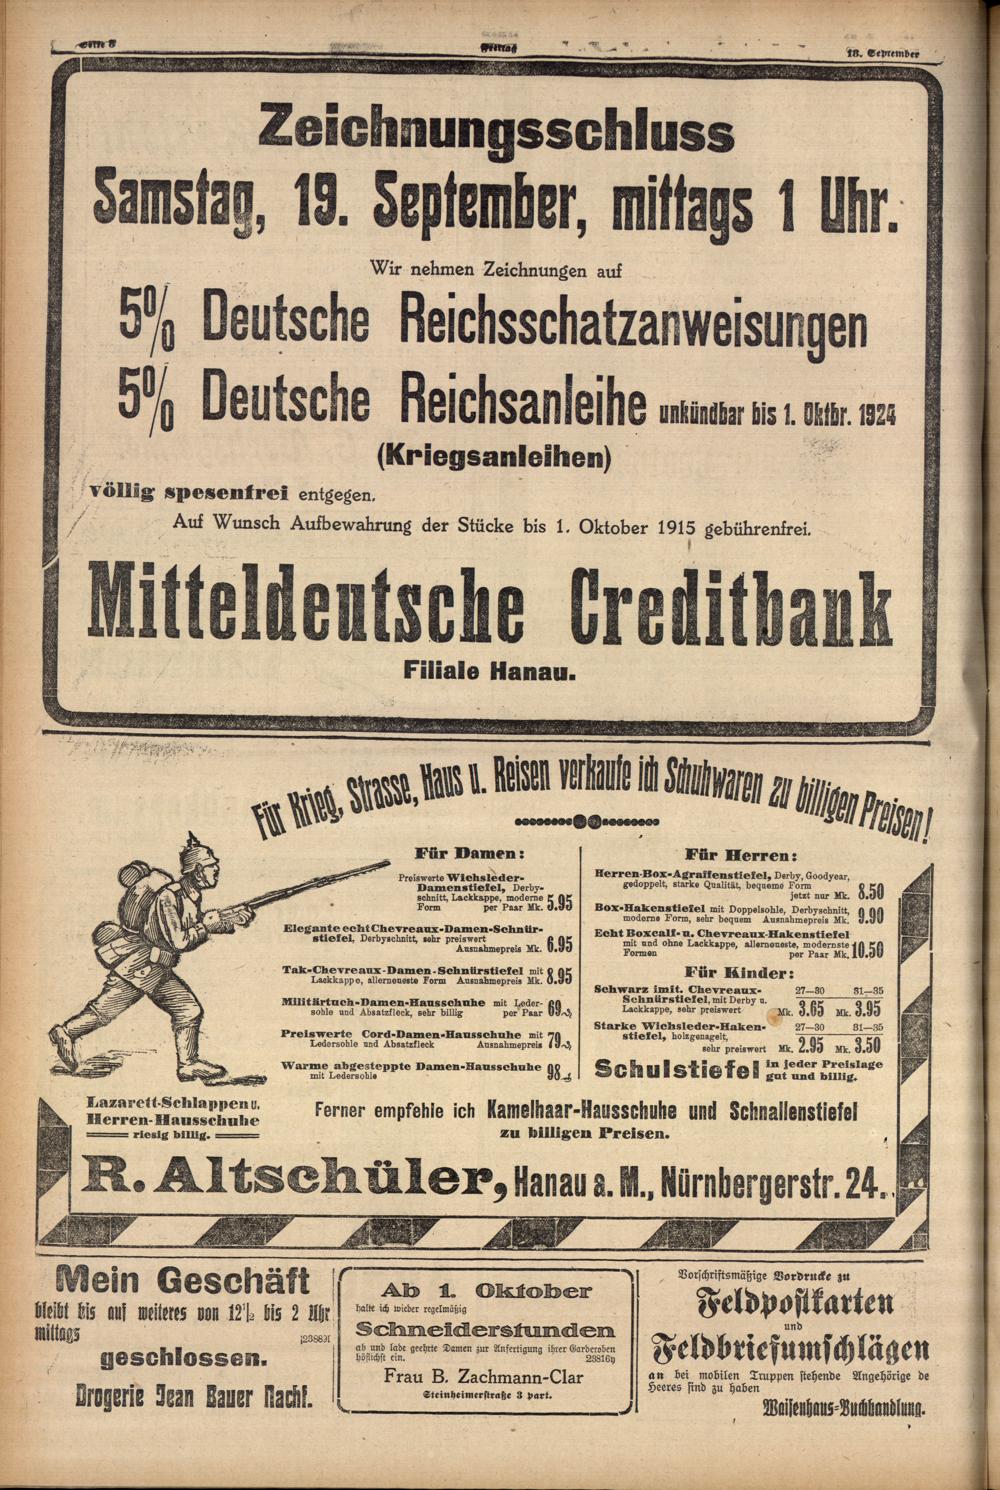 Seite 8
Freitag
18. September
Zeichnungsschluss
Samstag, 19. September, mittags 1 Uhr.
Wir nehmen Zeichnungen auf
5% Deutsche Reichsschatzanweisungen
5% Deutsche Reichsanleihe unkündbar bis 1. Oktbr. 1924
(Kriegsanleihen)
völlig spesenfrei entgegen.
Auf Wunsch Aufbewahrung der Stücke bis 1. Oktober 1915 gebührenfrei.
Mitteldeutsche Creditbank
Filiale Hanau.
Für Krieg, Strasse, Haus u. Reisen verkaufe ich Schuhwaren zu billigen Preisen!
Für Damen:
Preiswerte Wichsleder-
Damenstiefel, Derby-
schnitt, Lackkappe, moderne
Form per Paar Mk. 5.95
Elegante echt Chevreaux-Damen-Schnür-
stiefel, Derbyschnitt, sehr preiswert
Ausnahmepreis Mk. 6.95
Tak-Chevreaux-Damen-Schnürstiefel mit
Lackkappe, allerneueste Form Ausnahmepreis Mk. 8.95
Militärtuch-Damen-Hausschuhe mit Leder-
sohle und Absatzfleck, sehr billig per Paar 69 ₰
Preiswerte Cord-Damen-Hausschuhe mit
Ledersohle und Absatzfleck Ausnahmepreis 79 ₰
Warme abgesteppte Damen-Hausschuhe
mit Ledersohle 98 ₰
Für Herren:
Herren-Box-Agraffenstiefel, Derby, Goodyear,
gedoppelt, starke Qualität, bequeme Form
jetzt nur Mk. 8.50
Box-Hakenstiefel mit Doppelsohle, Derbyschnitt,
moderne Form, sehr bequem Ausnahmepreis Mk. 9.90
Echt Boxcalf- u. Chevreaux-Hakenstiefel
mit und ohne Lackkappe, allerneueste, modernste
Formen per Paar Mk. 10.50
Für Kinder:
Schwarz imit. Chevreaux- 27—30 31—35
Schnürstiefel, mit Derby u.
Lackkappe, sehr preiswert Mk. 3.65 Mk. 3.95
Starke Wichsleder-Haken- 27—30 31—35
stiefel, holzgenagelt,
sehr preiswert Mk. 2.95 Mk. 3.50
Schulstiefel in jeder Preislage
gut und billig.
Lazarett-Schlappen u.
Herren-Hausschuhe
riesig billig.
Ferner empfehle ich Kamelhaar-Hausschuhe und Schnallenstiefel
zu billigen Preisen.
R. Altschüler, Hanau a. M., Nürnbergerstr. 24.
Mein Geschäft
bleibt bis auf weiteres von 12½ bis 2 Uhr
mittags
[23889f
geschlossen.
Drogerie Jean Bauer Nachf.
Ab 1. Oktober
halte ich wieder regelmäßig
Schneiderstunden
ab und lade geehrte Damen zur Anfertigung ihrer Garderoben
höflichst ein. 23816y
Frau B. Zachmann-Clar
Steinheimerstraße 3 part.
Vorschriftsmäßige Vordrucke zu
Feldpostkarten
und
Feldbriefumschlägen
an bei mobilen Truppen stehende Angehörige de
Heeres sind zu haben
Waisenhaus-Buchhandlung.